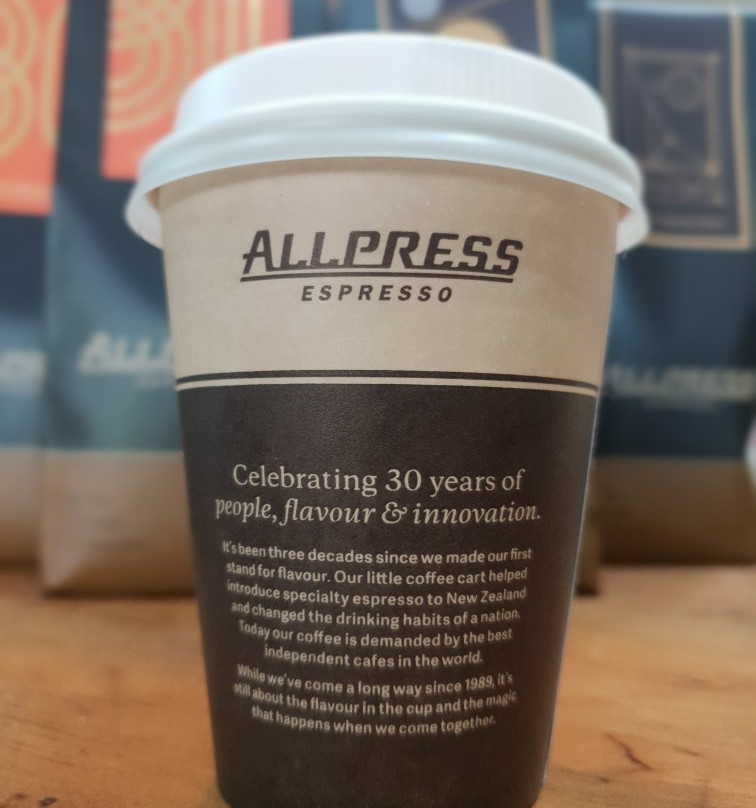 ALLPRESS
ESPRESSO
Celebrating 30 years of
people, flavour & innovation.
It's been three decades since we made our first
stand for flavour. Our little coffee cart helped
introduce specialty espresso to New Zealand
and changed the drinking habits of a nation.
Today our coffee is demanded by the best
independent cafes in the world.
While we've come a long way since 1989, it's
still about the flavour in the cup and the magic
that happens when we come together.
ALL
ALLPRESS